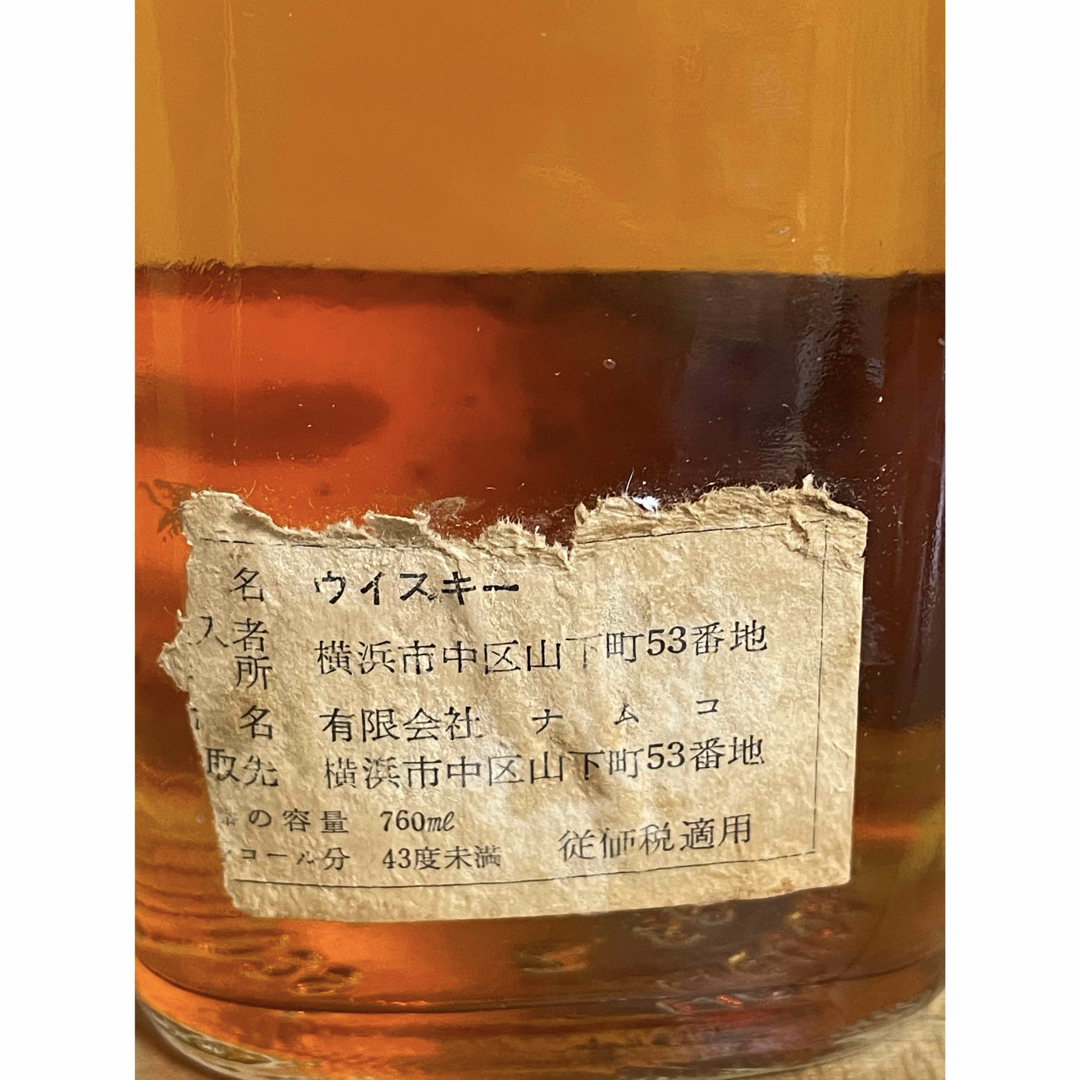 名 ウイスキー
入者
所 横浜市中区山下町53番地
名 有限会社 ナムコ
取先 横浜市中区山下町53番地
の容量 760㎖
コール分 43度未満 従価税適用